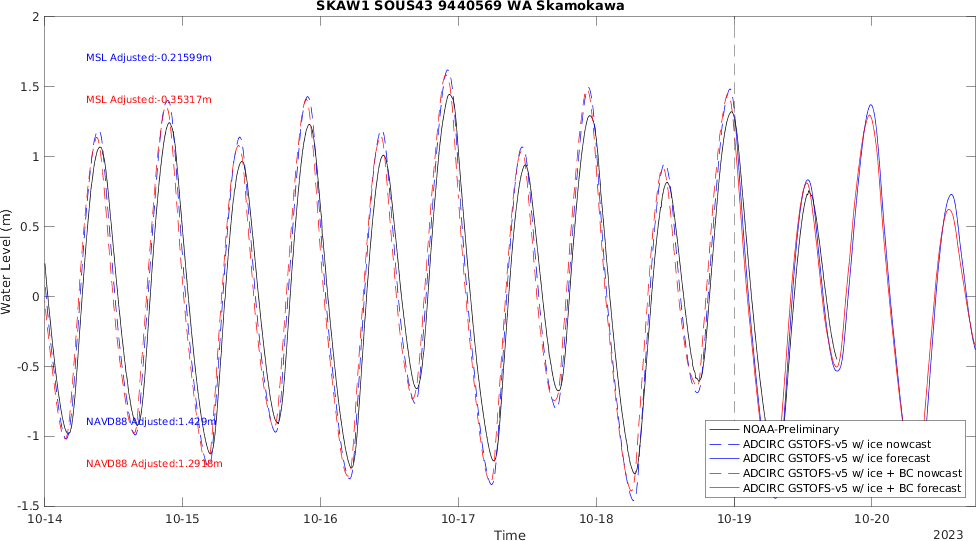 SKAW1 SOUS43 9440569 WA Skamokawa
2
1.5
1
0.5
0
-0.5
-1
-1.5
Water Level (m)
MSL Adjusted:-0.21599m
MSL Adjusted:-0.35317m
NAVD88 Adjusted:1.429m
NAVD88 Adjusted:1.2918m
NOAA-Preliminary
ADCIRC GSTOFS-v5 w/ ice nowcast
ADCIRC GSTOFS-v5 w/ ice forecast
ADCIRC GSTOFS-v5 w/ ice + BC nowcast
ADCIRC GSTOFS-v5 w/ ice + BC forecast
10-14 10-15 10-16 10-17 10-18 10-19 10-20
Time
2023